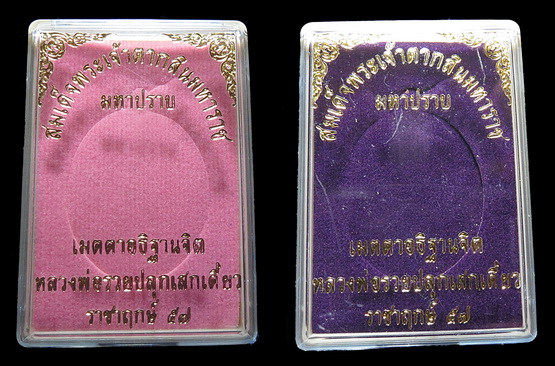 สมเด็จพระเจ้าตากสินมหาราช
มหาปราบ
เมตตาอธิฐานจิต
หลวงพ่อรวยปลุกเสกเดี่ยว
ราชาฤกษ์ ๕๗
สมเด็จพระเจ้าตากสินมหาราช
มหาปราบ
เมตตาอธิฐานจิต
หลวงพ่อรวยปลุกเสกเดี่ยว
ราชาฤกษ์ ๕๗